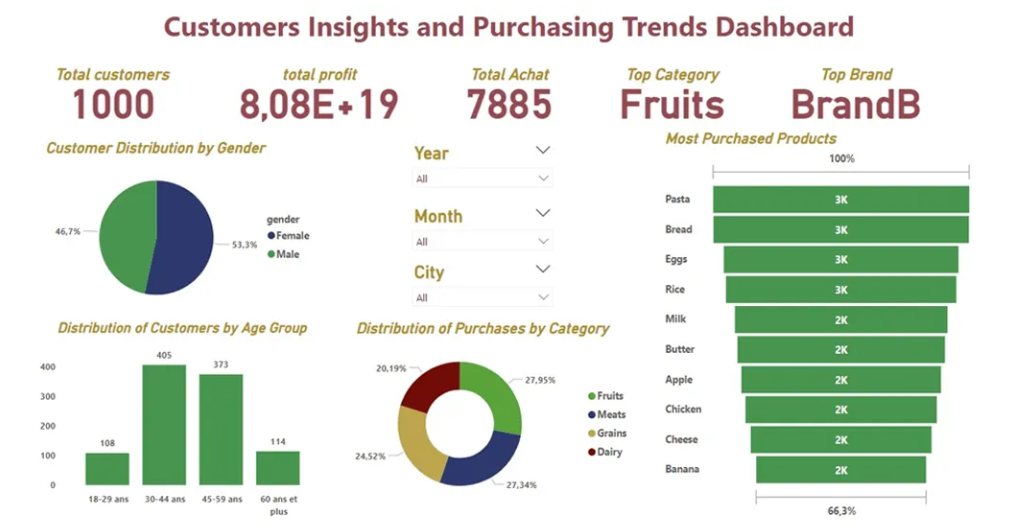 Customers Insights and Purchasing Trends Dashboard
Total customers
1000
total profit
8,08E+19
Total Achat
7885
Top Category
Fruits
Top Brand
BrandB
Customer Distribution by Gender
46,7%
53,3%
gender
Female
Male
Year
All
Month
All
City
All
Most Purchased Products
100%
Pasta 3K
Bread 3K
Eggs 3K
Rice 3K
Milk 2K
Butter 2K
Apple 2K
Chicken 2K
Cheese 2K
Banana 2K
66,3%
Distribution of Customers by Age Group
400
300
200
100
0
108
405
373
114
18-29 ans
30-44 ans
45-59 ans
60 ans et
plus
Distribution of Purchases by Category
20,19%
27,95%
24,52%
27,34%
Fruits
Meats
Grains
Dairy